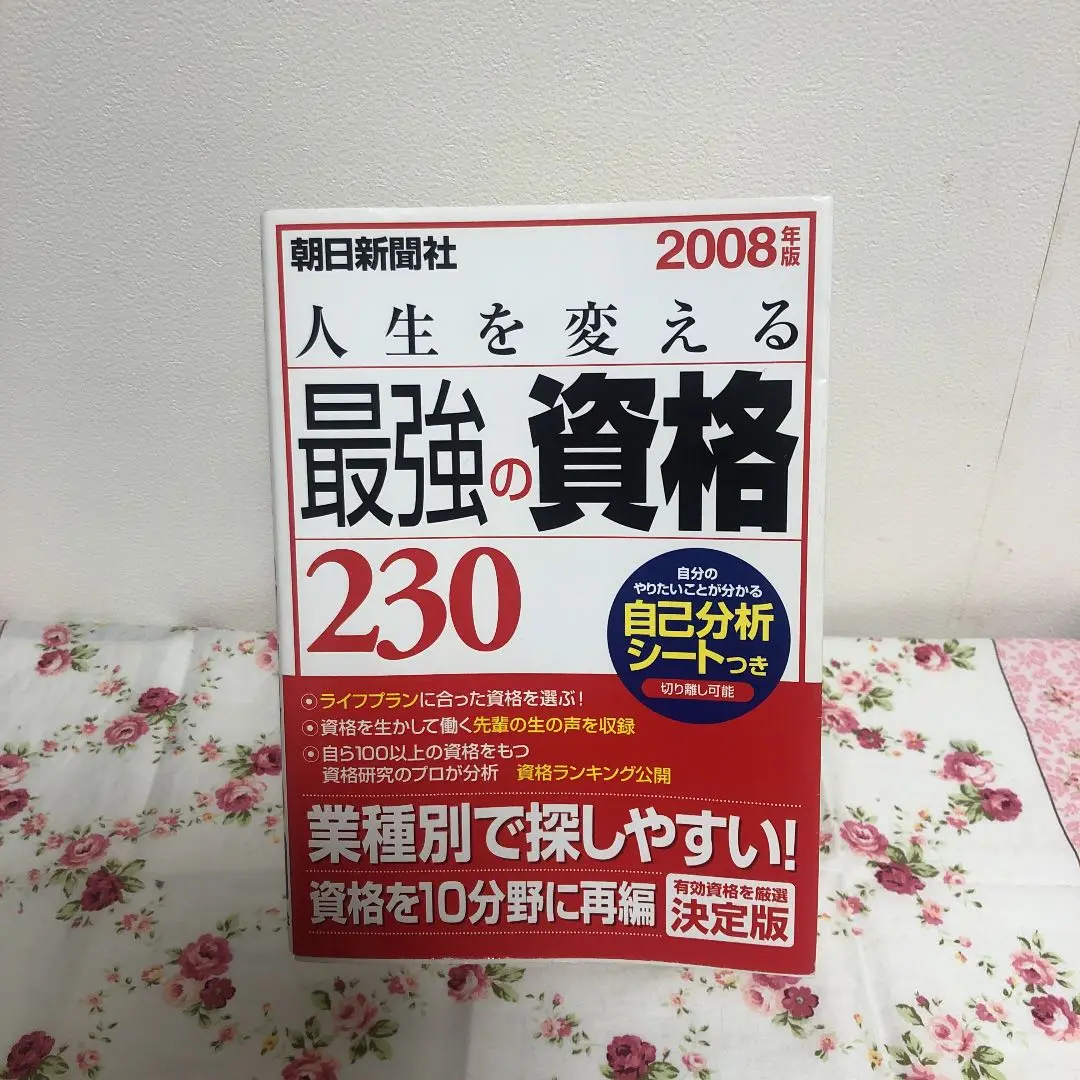 朝日新聞社
2008年版
人生を変える
最強の資格
230
自分の
やりたいことが分かる
自己分析
シートつき
切り離し可能
ライフプランに合った資格を選ぶ!
資格を生かして働く先輩の生の声を収録
自ら100以上の資格をもつ
資格研究のプロが分析 資格ランキング公開
業種別で探しやすい!
資格を10分野に再編
有効資格を厳選
決定版